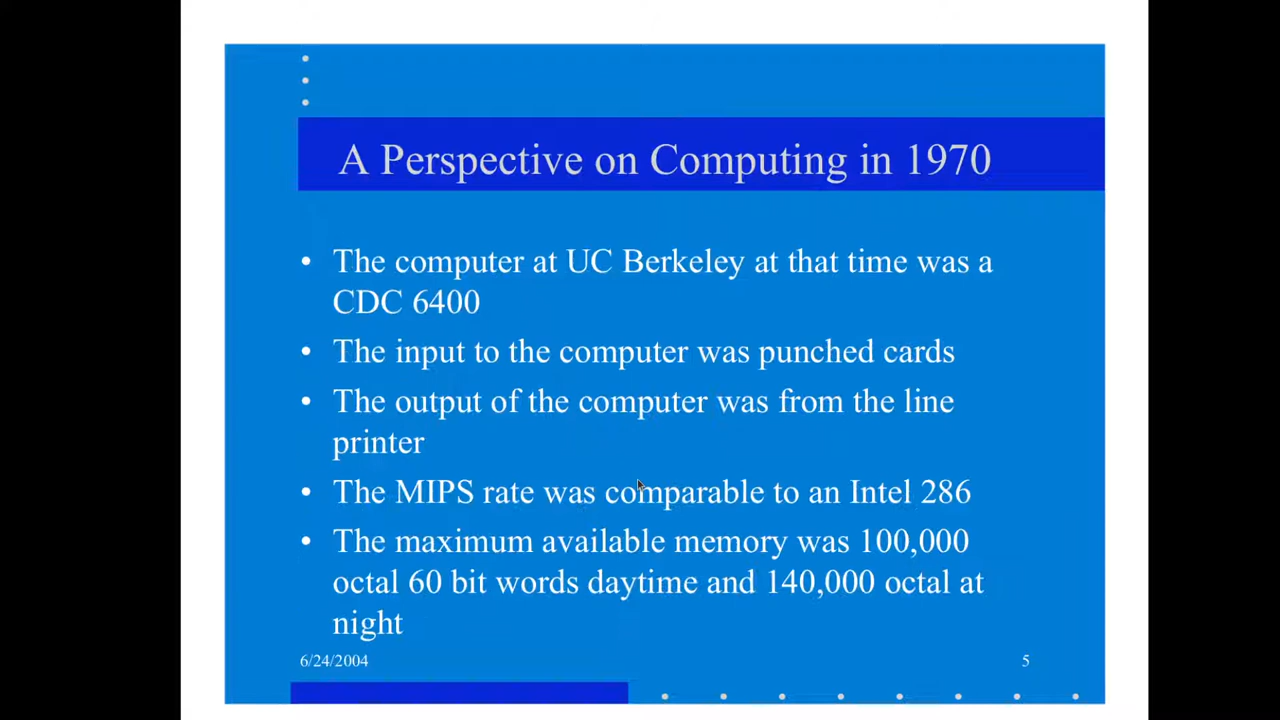 A Perspective on Computing in 1970
• The computer at UC Berkeley at that time was a
CDC 6400
• The input to the computer was punched cards
• The output of the computer was from the line
printer
• The MIPS rate was comparable to an Intel 286
• The maximum available memory was 100,000
octal 60 bit words daytime and 140,000 octal at
night
6/24/2004
5